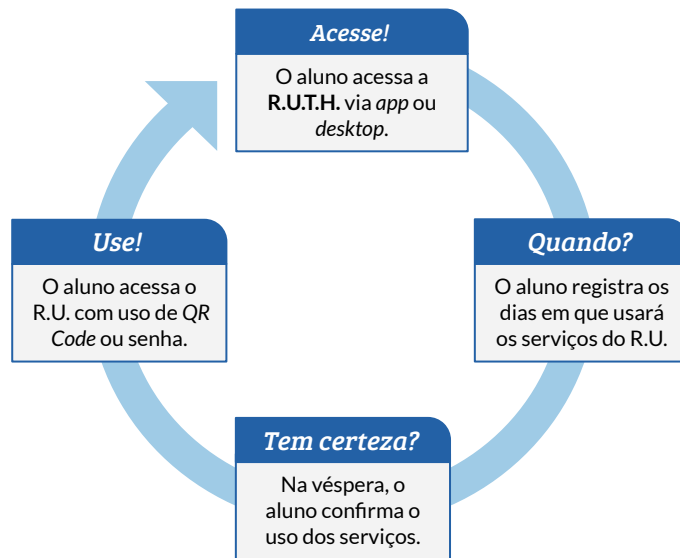 Acesse!
O aluno acessa a
R.U.T.H. via app ou
desktop.
Quando?
O aluno registra os
dias em que usará
os serviços do R.U.
Tem certeza?
Na véspera, o
aluno confirma o
uso dos serviços.
Use!
O aluno acessa o
R.U. com uso de QR
Code ou senha.